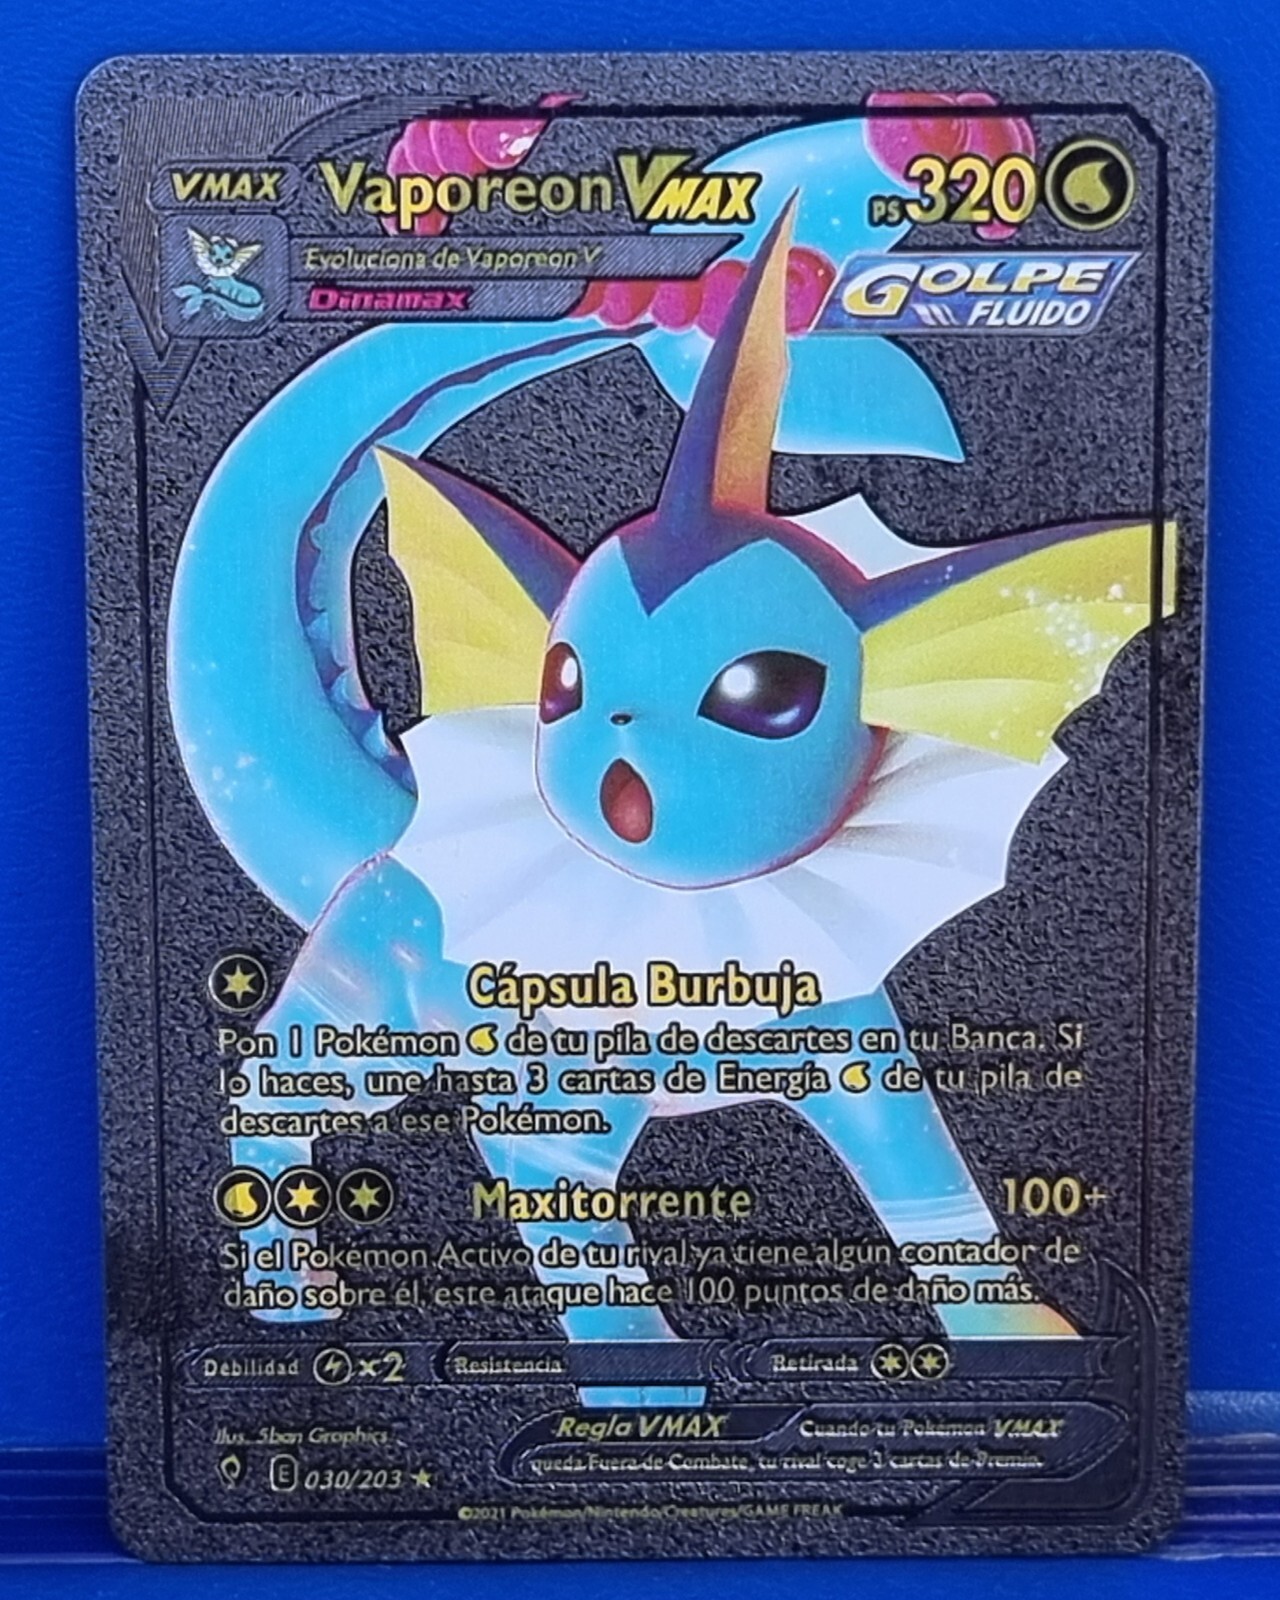 VMAX Vaporeon VMAX PS 320
Evoluciona de Vaporeon V
Dinamax
GOLPE
FLUIDO
Cápsula Burbuja
Pon 1 Pokémon de tu pila de descartes en tu Banca. Si
lo haces, une hasta 3 cartas de Energía de tu pila de
descartes a ese Pokémon.
Maxitorrente 100+
Si el Pokémon Activo de tu rival ya tiene algún contador de
daño sobre él, este ataque hace 100 puntos de daño más.
Debilidad x2 Resistencia Retirada
Ilus. 5ban Graphics
Regla VMAX Cuando tu Pokémon VMAX
queda Fuera de Combate, tu rival coge 3 cartas de Premio.
E 030/203 ★
©2021 Pokémon/Nintendo/Creatures/GAME FREAK